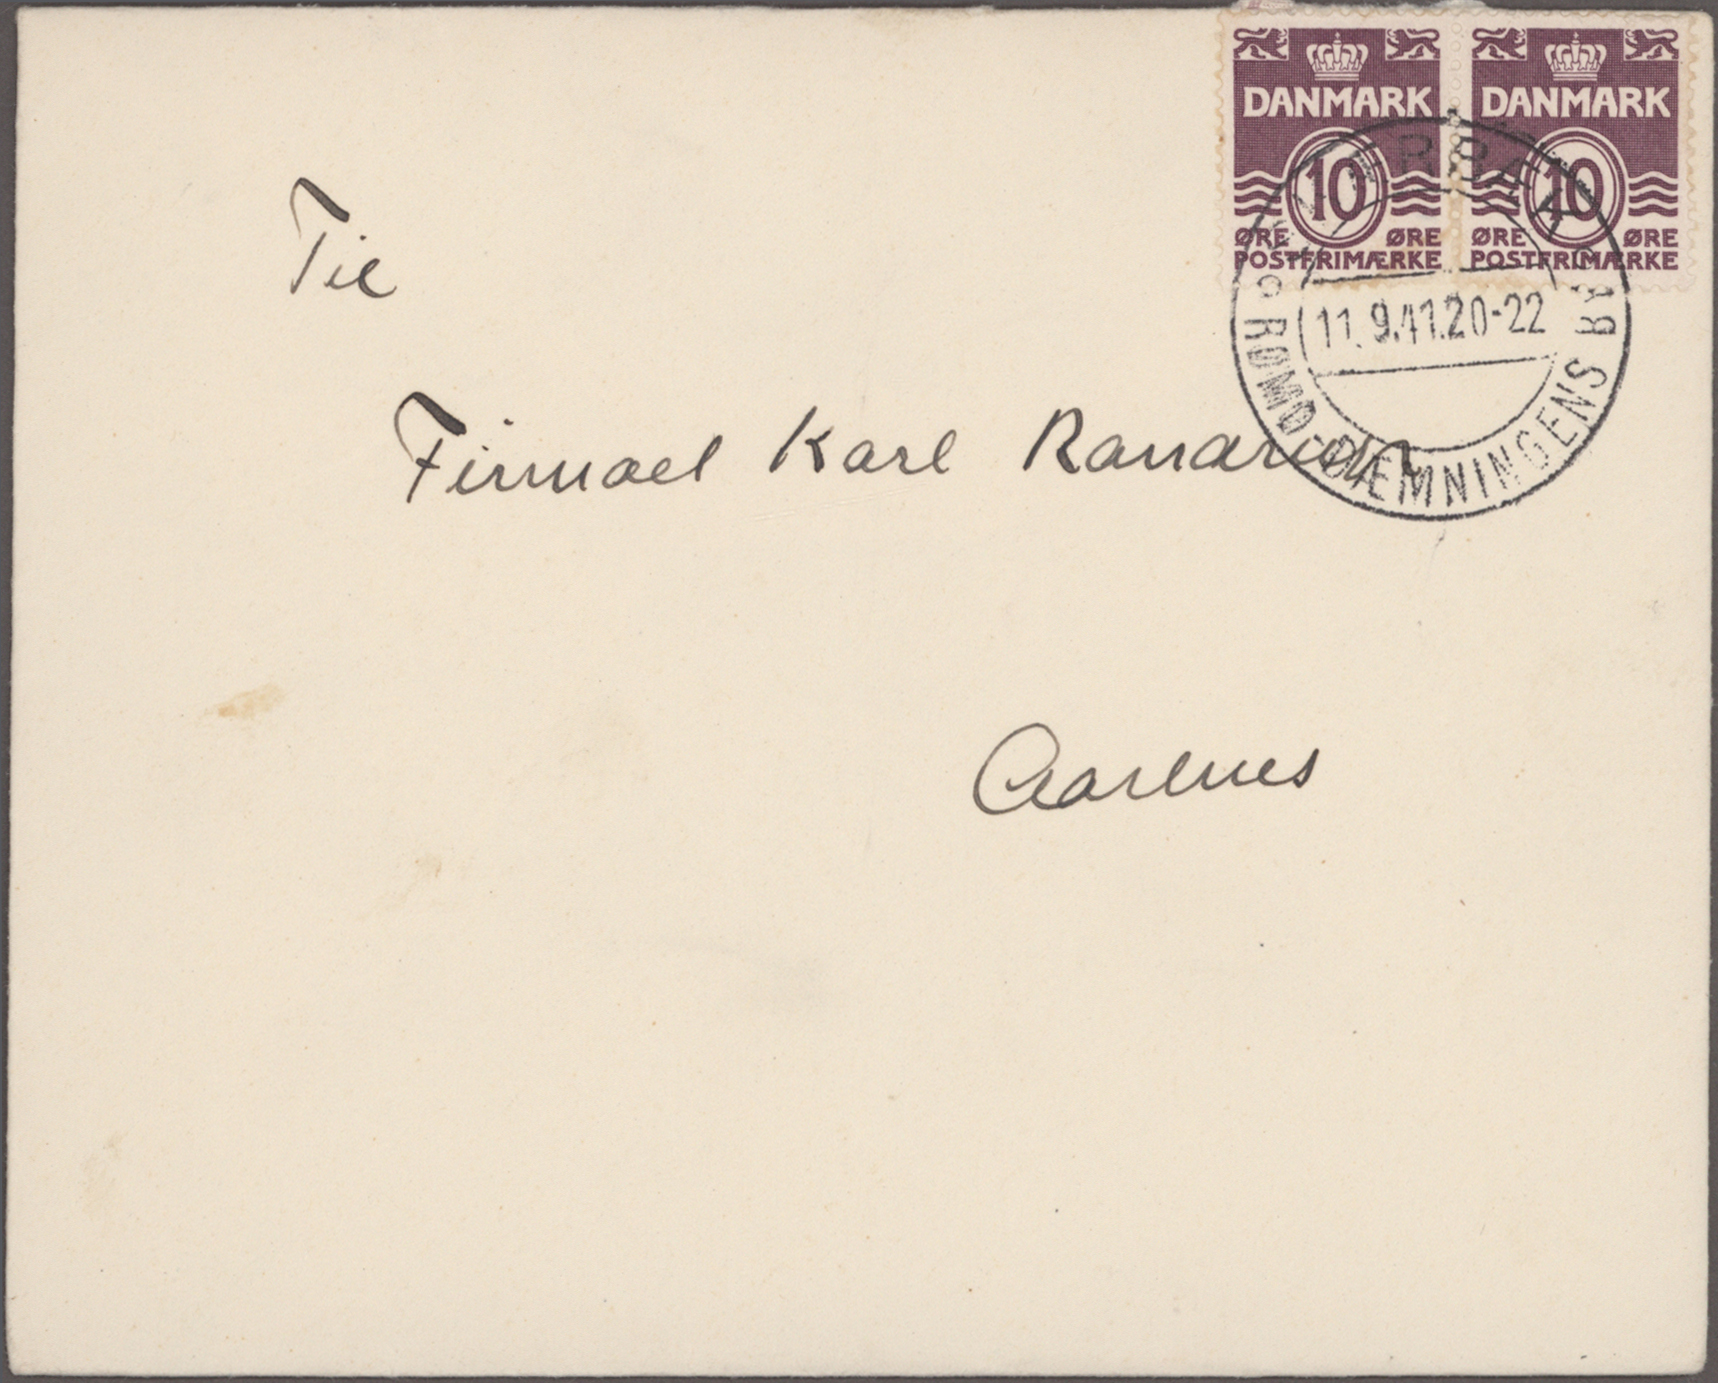 DANMARK DANMARK
10 10
ØRE ØRE ØRE ØRE
POSTFRIMÆRKE POSTFRIMÆRKE
11.9.41.20-22
RØMØ-DÆMNINGENS
Til
Firmaet Karl
Aarhus